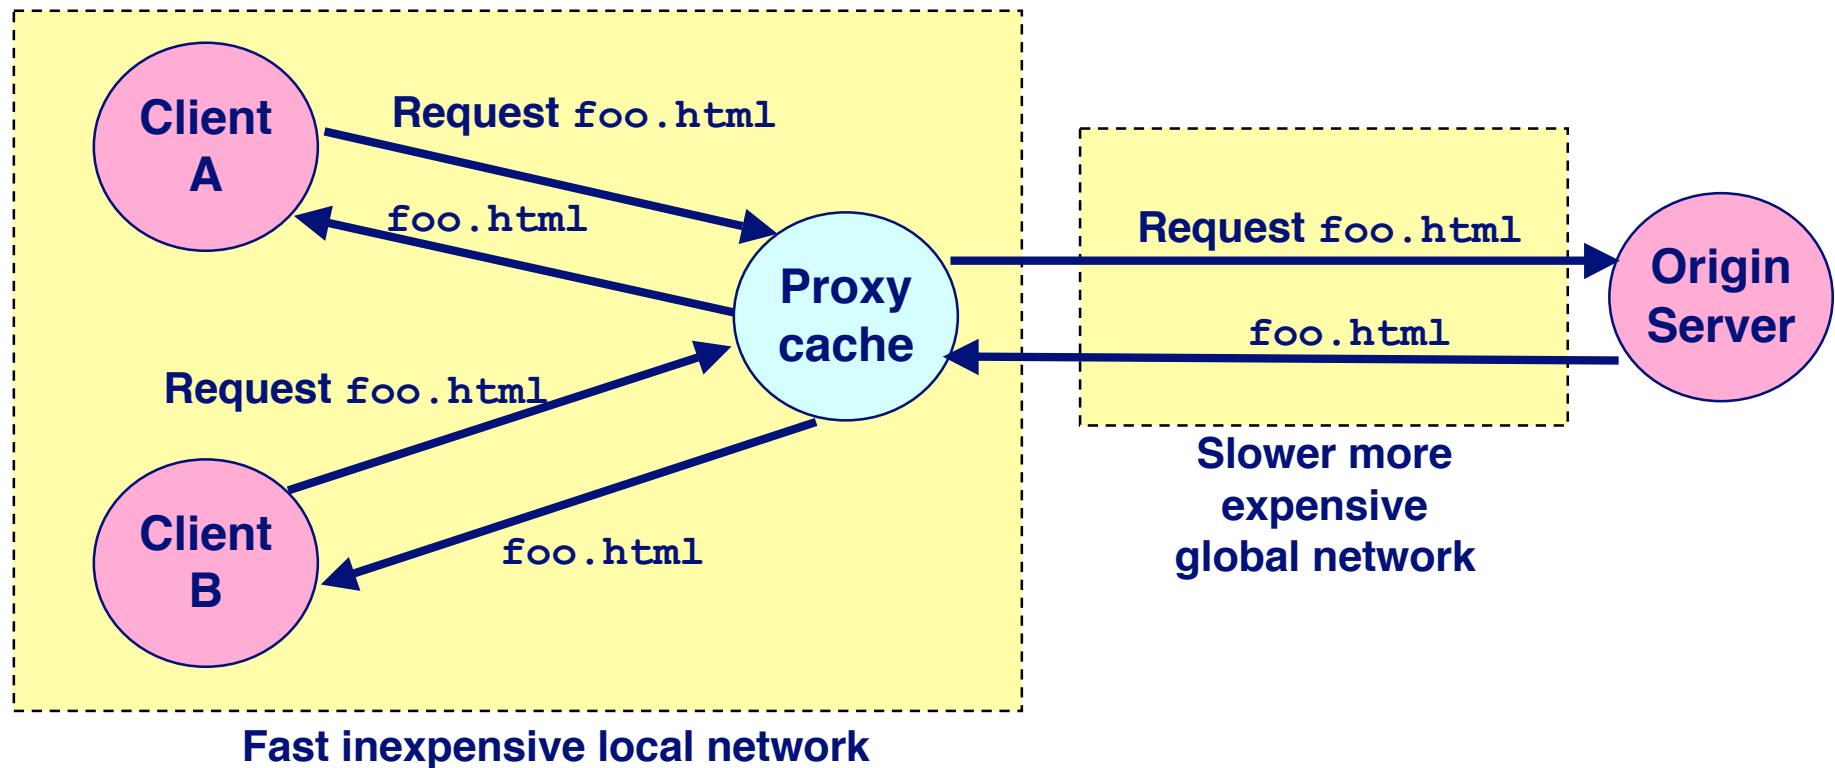 Client
A
Request foo.html
foo.html
Proxy
cache
Request foo.html
Client
B
foo.html
Fast inexpensive local network
Request foo.html
foo.html
Slower more
expensive
global network
Origin
Server